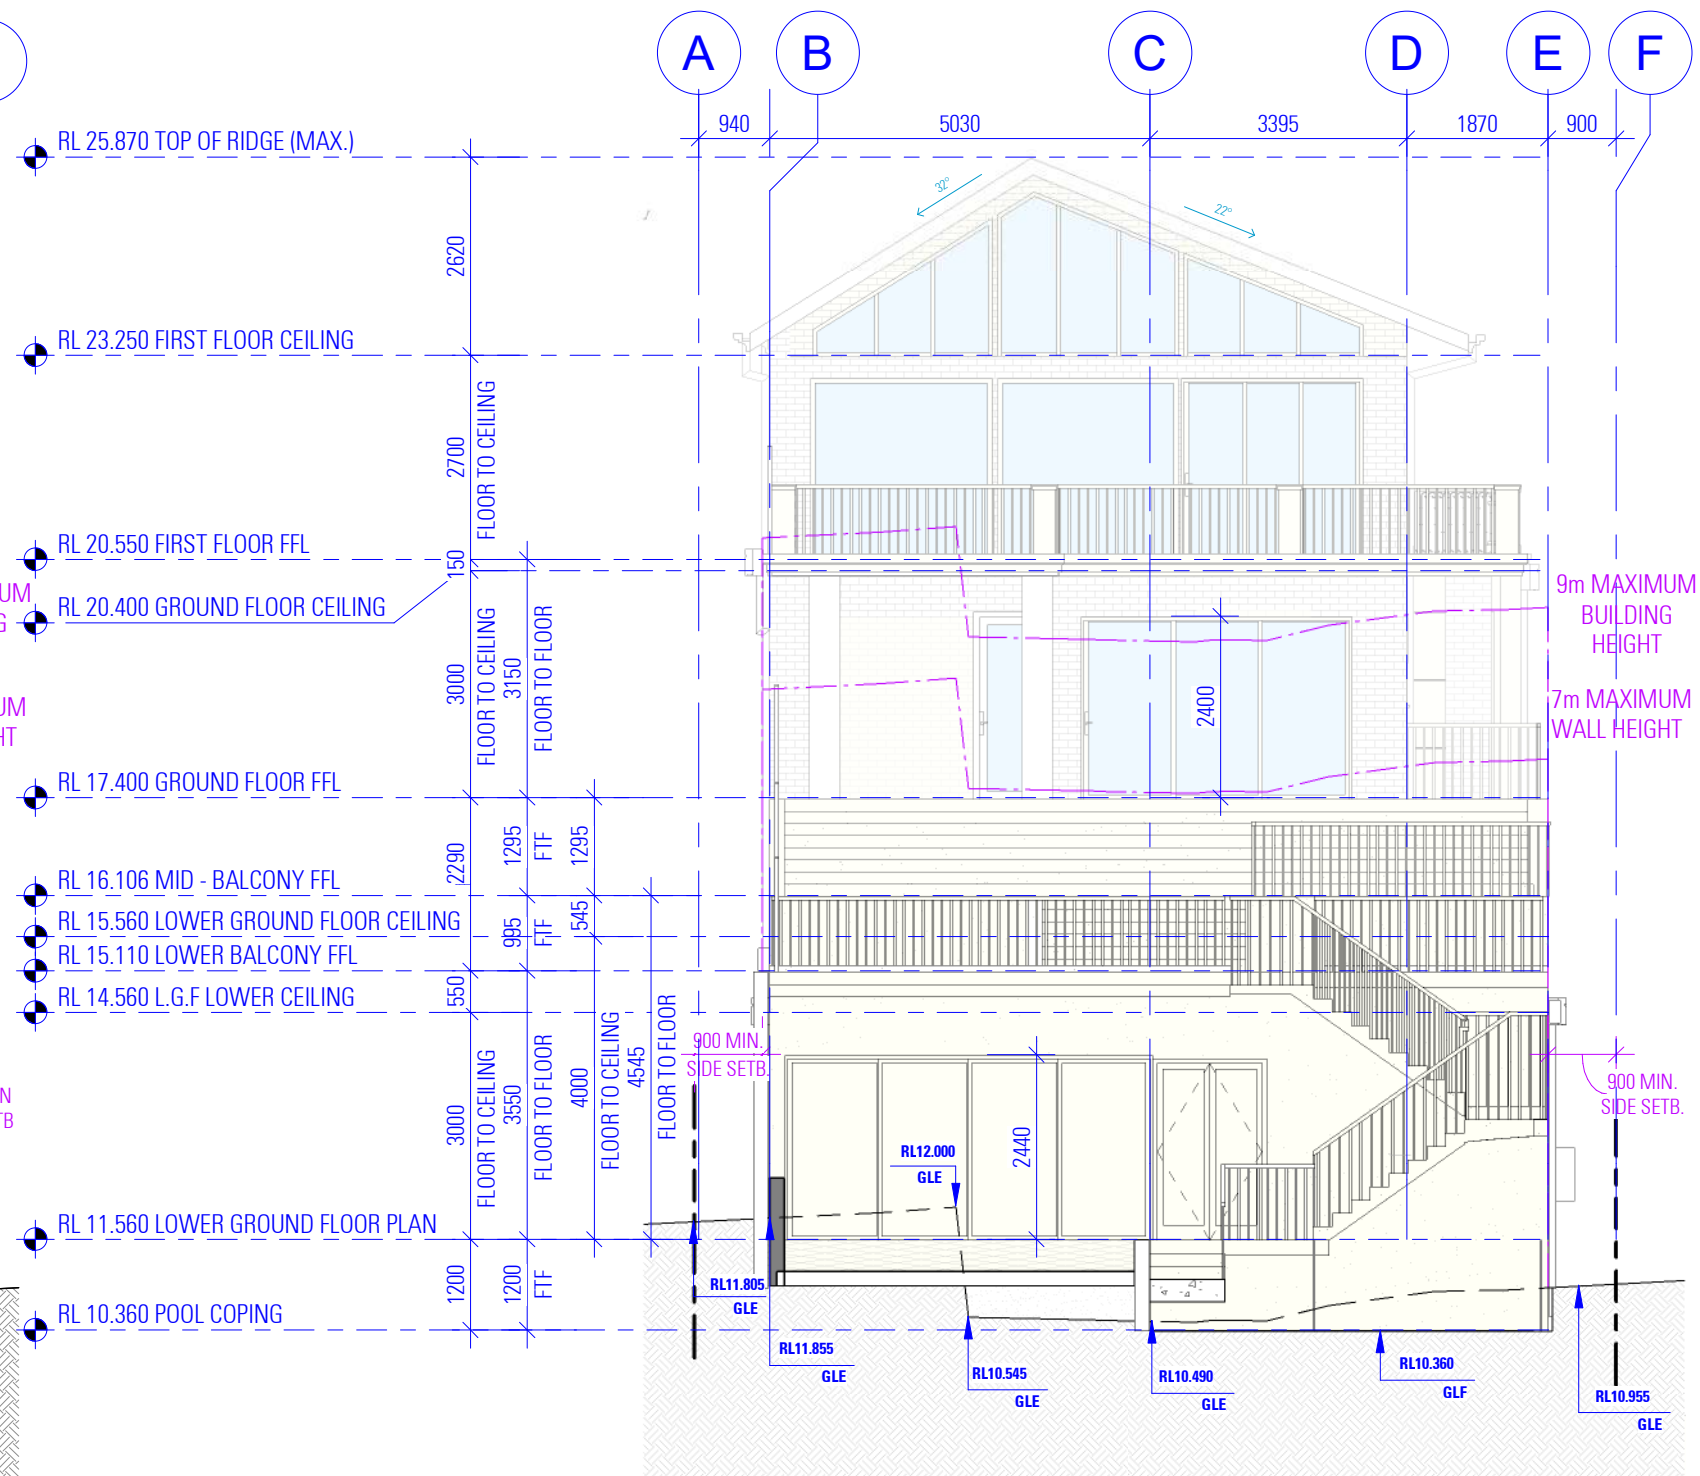 A
B
C
D
E
F
940
5030
3395
1870
900
RL 25.870 TOP OF RIDGE (MAX.)
32°
22°
2620
RL 23.250 FIRST FLOOR CEILING
2700
FLOOR TO CEILING
RL 20.550 FIRST FLOOR FFL
150
UM
G
RL 20.400 GROUND FLOOR CEILING
9m MAXIMUM
BUILDING
HEIGHT
3000
FLOOR TO CEILING
3150
FLOOR TO FLOOR
2400
UM
HT
7m MAXIMUM
WALL HEIGHT
RL 17.400 GROUND FLOOR FFL
2290
1295
FTF
1295
RL 16.106 MID - BALCONY FFL
RL 15.560 LOWER GROUND FLOOR CEILING
995
FTF
545
RL 15.110 LOWER BALCONY FFL
RL 14.560 L.G.F LOWER CEILING
550
3000
FLOOR TO CEILING
3550
FLOOR TO FLOOR
4000
FLOOR TO CEILING
4545
FLOOR TO FLOOR
900 MIN.
SIDE SETB.
900 MIN.
SIDE SETB.
N
TB
2440
RL12.000
GLE
RL 11.560 LOWER GROUND FLOOR PLAN
1200
1200
FTF
RL11.805
GLE
RL 10.360 POOL COPING
RL11.855
GLE
RL10.545
GLE
RL10.490
GLE
RL10.360
GLF
RL10.955
GLE